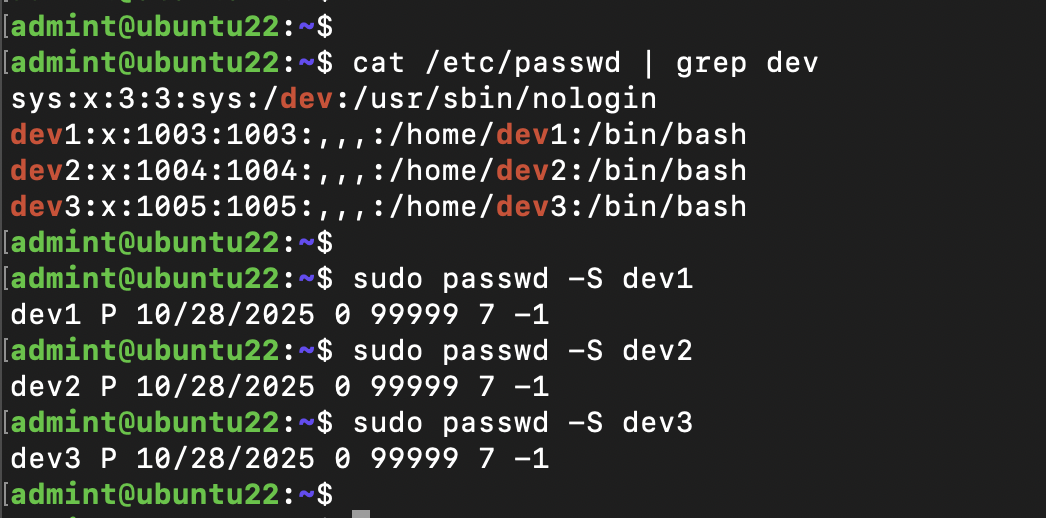 [admint@ubuntu22:~$
[admint@ubuntu22:~$ cat /etc/passwd | grep dev
sys:x:3:3:sys:/dev:/usr/sbin/nologin
dev1:x:1003:1003:,,,:/home/dev1:/bin/bash
dev2:x:1004:1004:,,,:/home/dev2:/bin/bash
dev3:x:1005:1005:,,,:/home/dev3:/bin/bash
[admint@ubuntu22:~$
[admint@ubuntu22:~$ sudo passwd -S dev1
dev1 P 10/28/2025 0 99999 7 -1
[admint@ubuntu22:~$ sudo passwd -S dev2
dev2 P 10/28/2025 0 99999 7 -1
[admint@ubuntu22:~$ sudo passwd -S dev3
dev3 P 10/28/2025 0 99999 7 -1
[admint@ubuntu22:~$